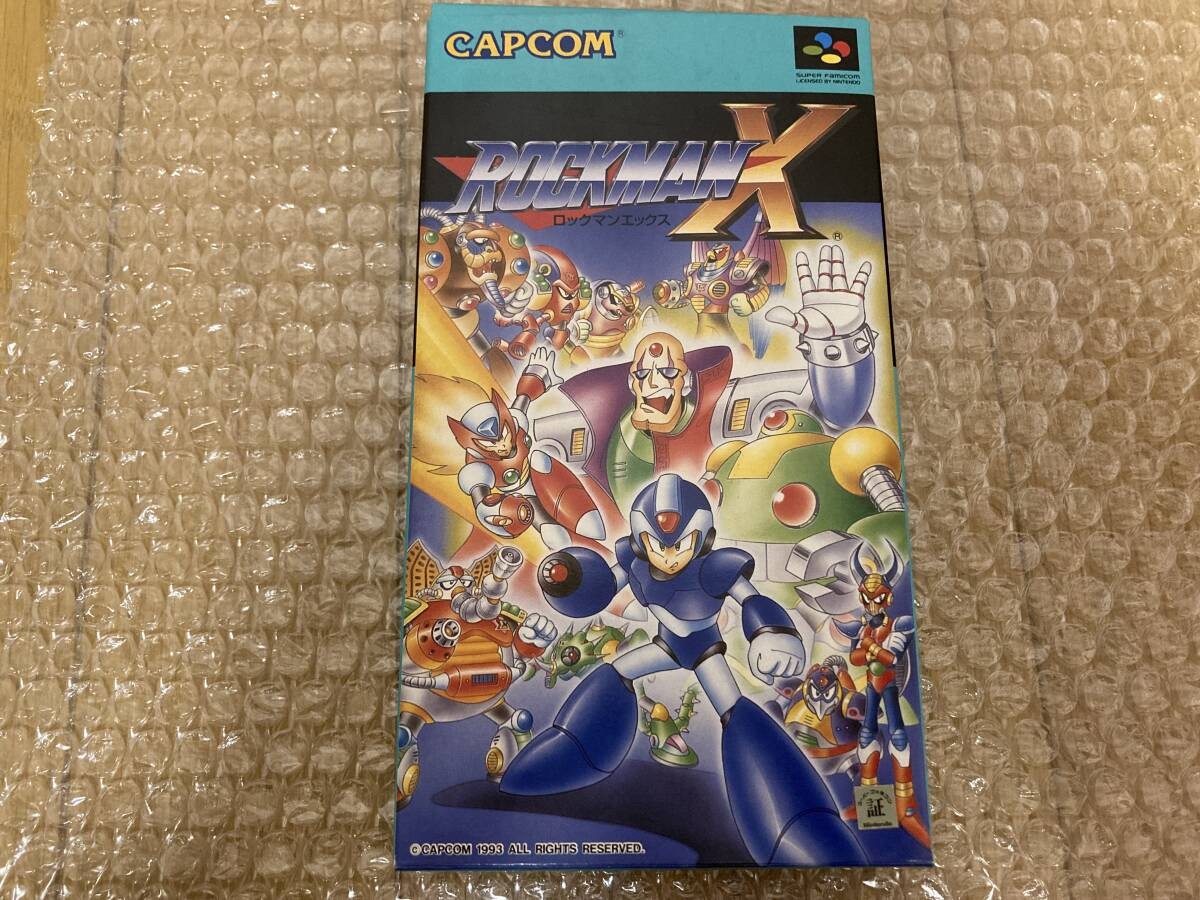 CAPCOM®
SUPER FAMICOM
LICENSED BY NINTENDO
ROCKMAN X
ロックマンエックス
®
Nintendo
©CAPCOM 1993 ALL RIGHTS RESERVED.